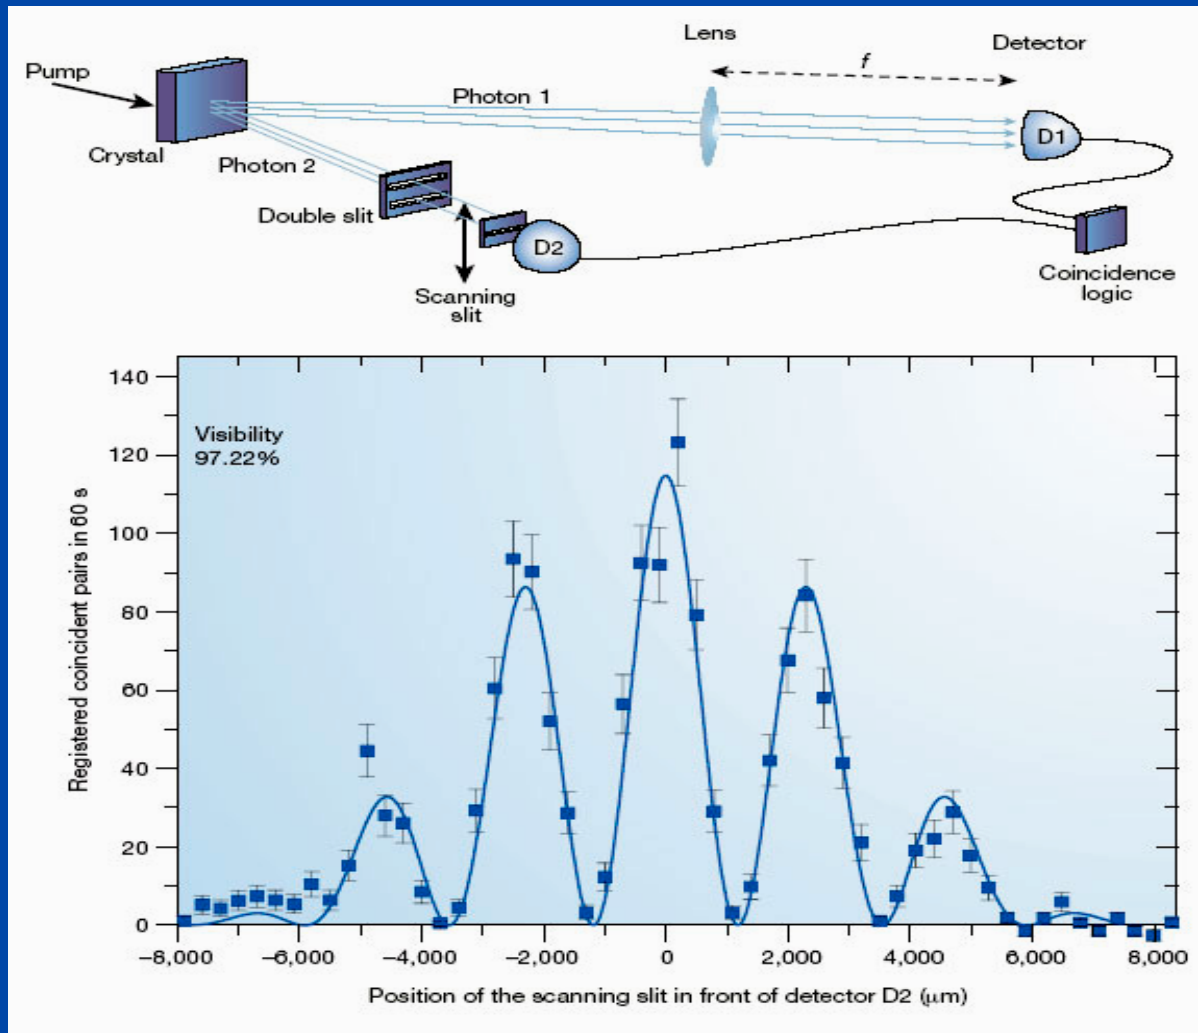 Lens
Detector
f
Pump
Photon 1
D1
Crystal
Photon 2
Double slit
D2
Scanning
slit
Coincidence
logic
Visibility
97.22%
Registered coincident pairs in 60 s
140
120
100
80
60
40
20
0
–8,000 –6,000 –4,000 –2,000 0 2,000 4,000 6,000 8,000
Position of the scanning slit in front of detector D2 (μm)